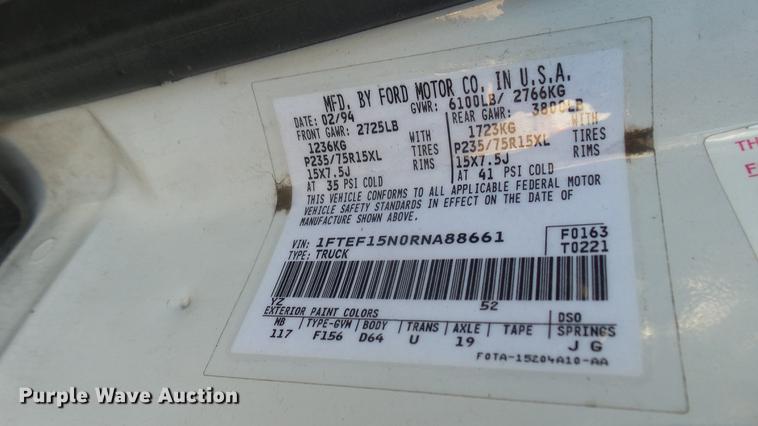 MFD. BY FORD MOTOR CO. IN U.S.A.
DATE: 02/94 GVWR: 6100LB/ 2766KG
FRONT GAWR: 2725LB REAR GAWR: 3800LB
1236KG WITH 1723KG WITH
P235/75R15XL TIRES P235/75R15XL TIRES
15X7.5J RIMS 15X7.5J RIMS
AT 35 PSI COLD AT 41 PSI COLD
THIS VEHICLE CONFORMS TO ALL APPLICABLE FEDERAL MOTOR
VEHICLE SAFETY STANDARDS IN EFFECT ON THE DATE OF
MANUFACTURE SHOWN ABOVE.
VIN: 1FTEF15N0RNA88661 F0163
TYPE: TRUCK T0221
YZ 52
EXTERIOR PAINT COLORS DSO
WB TYPE-GVW BODY TRANS AXLE TAPE SPRINGS
117 F156 D64 U 19 J G
F0TA-15204A10-AA
TH
Purple Wave Auction